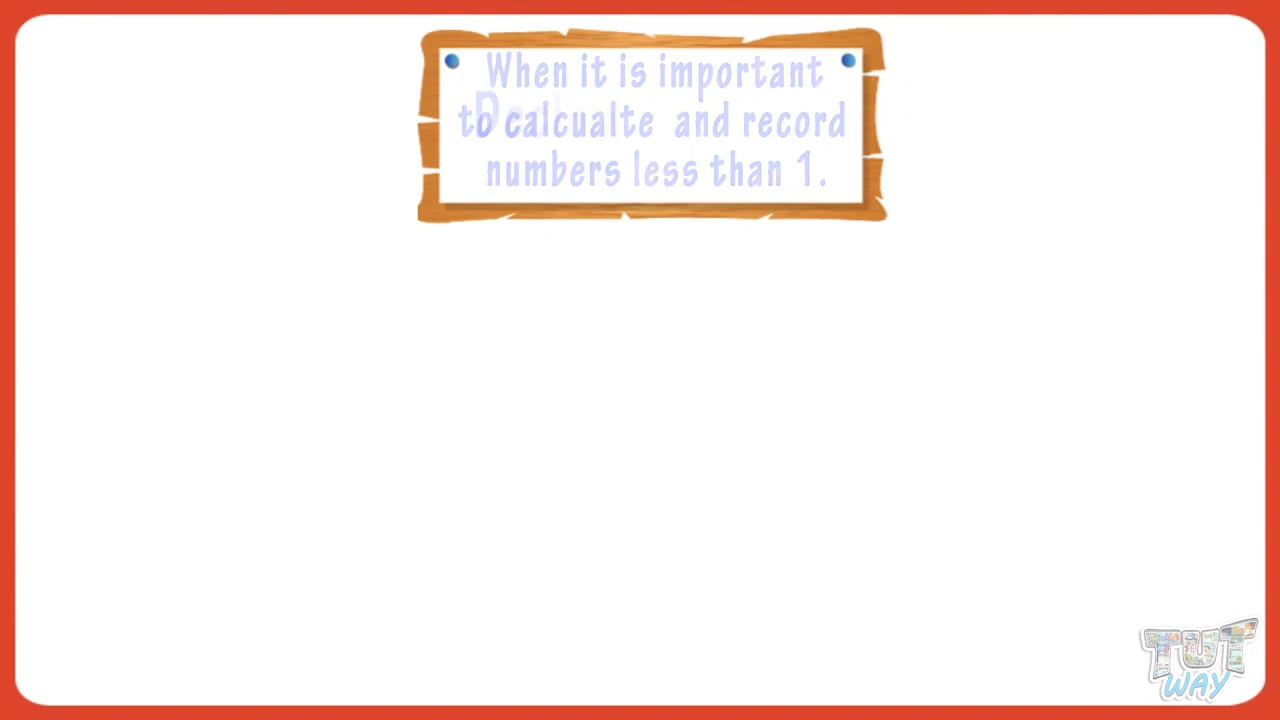 When it is important
to calcualte and record
numbers less than 1.
TUT
WAY